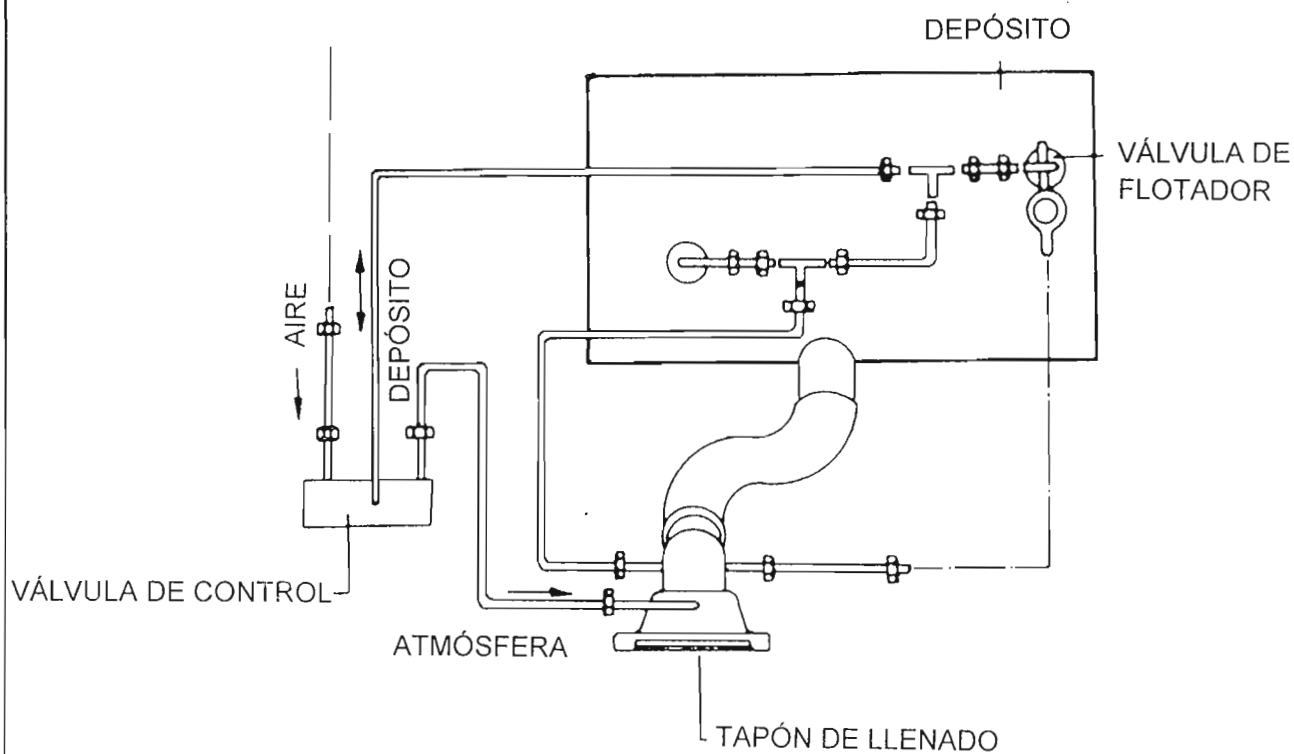 DEPÓSITO
VÁLVULA DE
FLOTADOR
AIRE
DEPÓSITO
VÁLVULA DE CONTROL
ATMÓSFERA
TAPÓN DE LLENADO